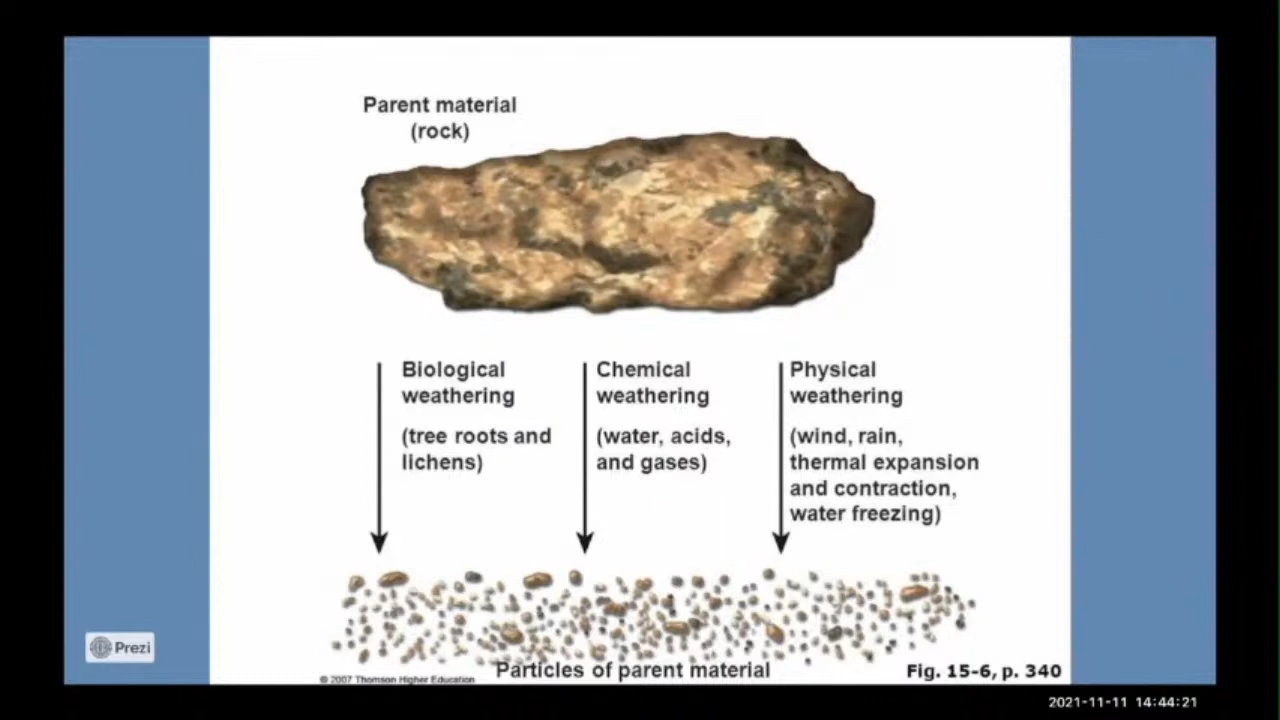 Parent material
(rock)
Biological
weathering
(tree roots and
lichens)
Chemical
weathering
(water, acids,
and gases)
Physical
weathering
(wind, rain,
thermal expansion
and contraction,
water freezing)
Prezi
Particles of parent material
© 2007 Thomson Higher Education
Fig. 15-6, p. 340
2021-11-11 14:44:21